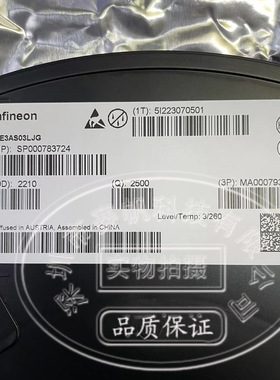 nfineon
E3AS03LJG
(1T): 5I223070501
P): SP000783724
9D): 2210
(Q): 2500
(3P): MA00079
Level/Temp: 3/260
fused in AUSTRIA, Assembled in CHINA
实物拍摄
品质保证